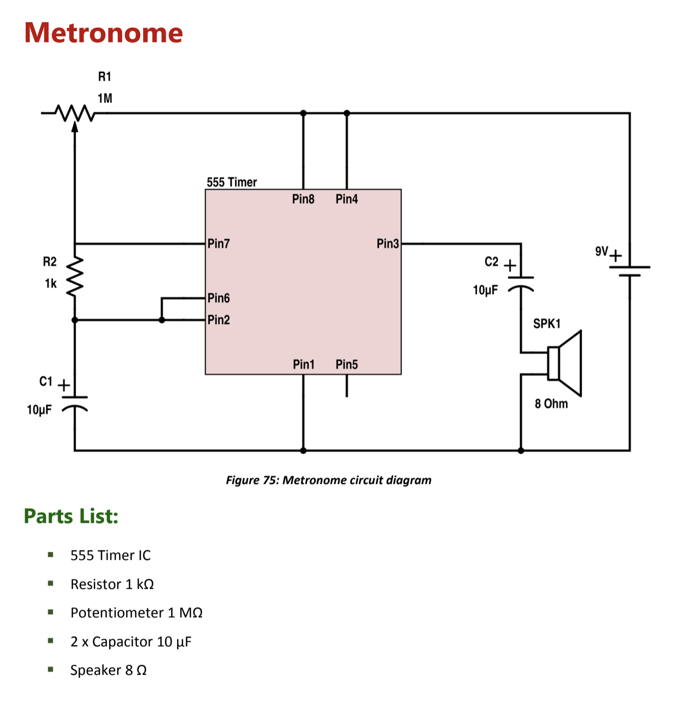 Metronome
R1
1M
555 Timer
Pin8 Pin4
Pin7 Pin3
R2
1k
C2 +
10µF
9V+
Pin6
Pin2
SPK1
Pin1 Pin5
C1 +
10µF
8 Ohm
Figure 75: Metronome circuit diagram
Parts List:
▪ 555 Timer IC
▪ Resistor 1 kΩ
▪ Potentiometer 1 MΩ
▪ 2 x Capacitor 10 µF
▪ Speaker 8 Ω